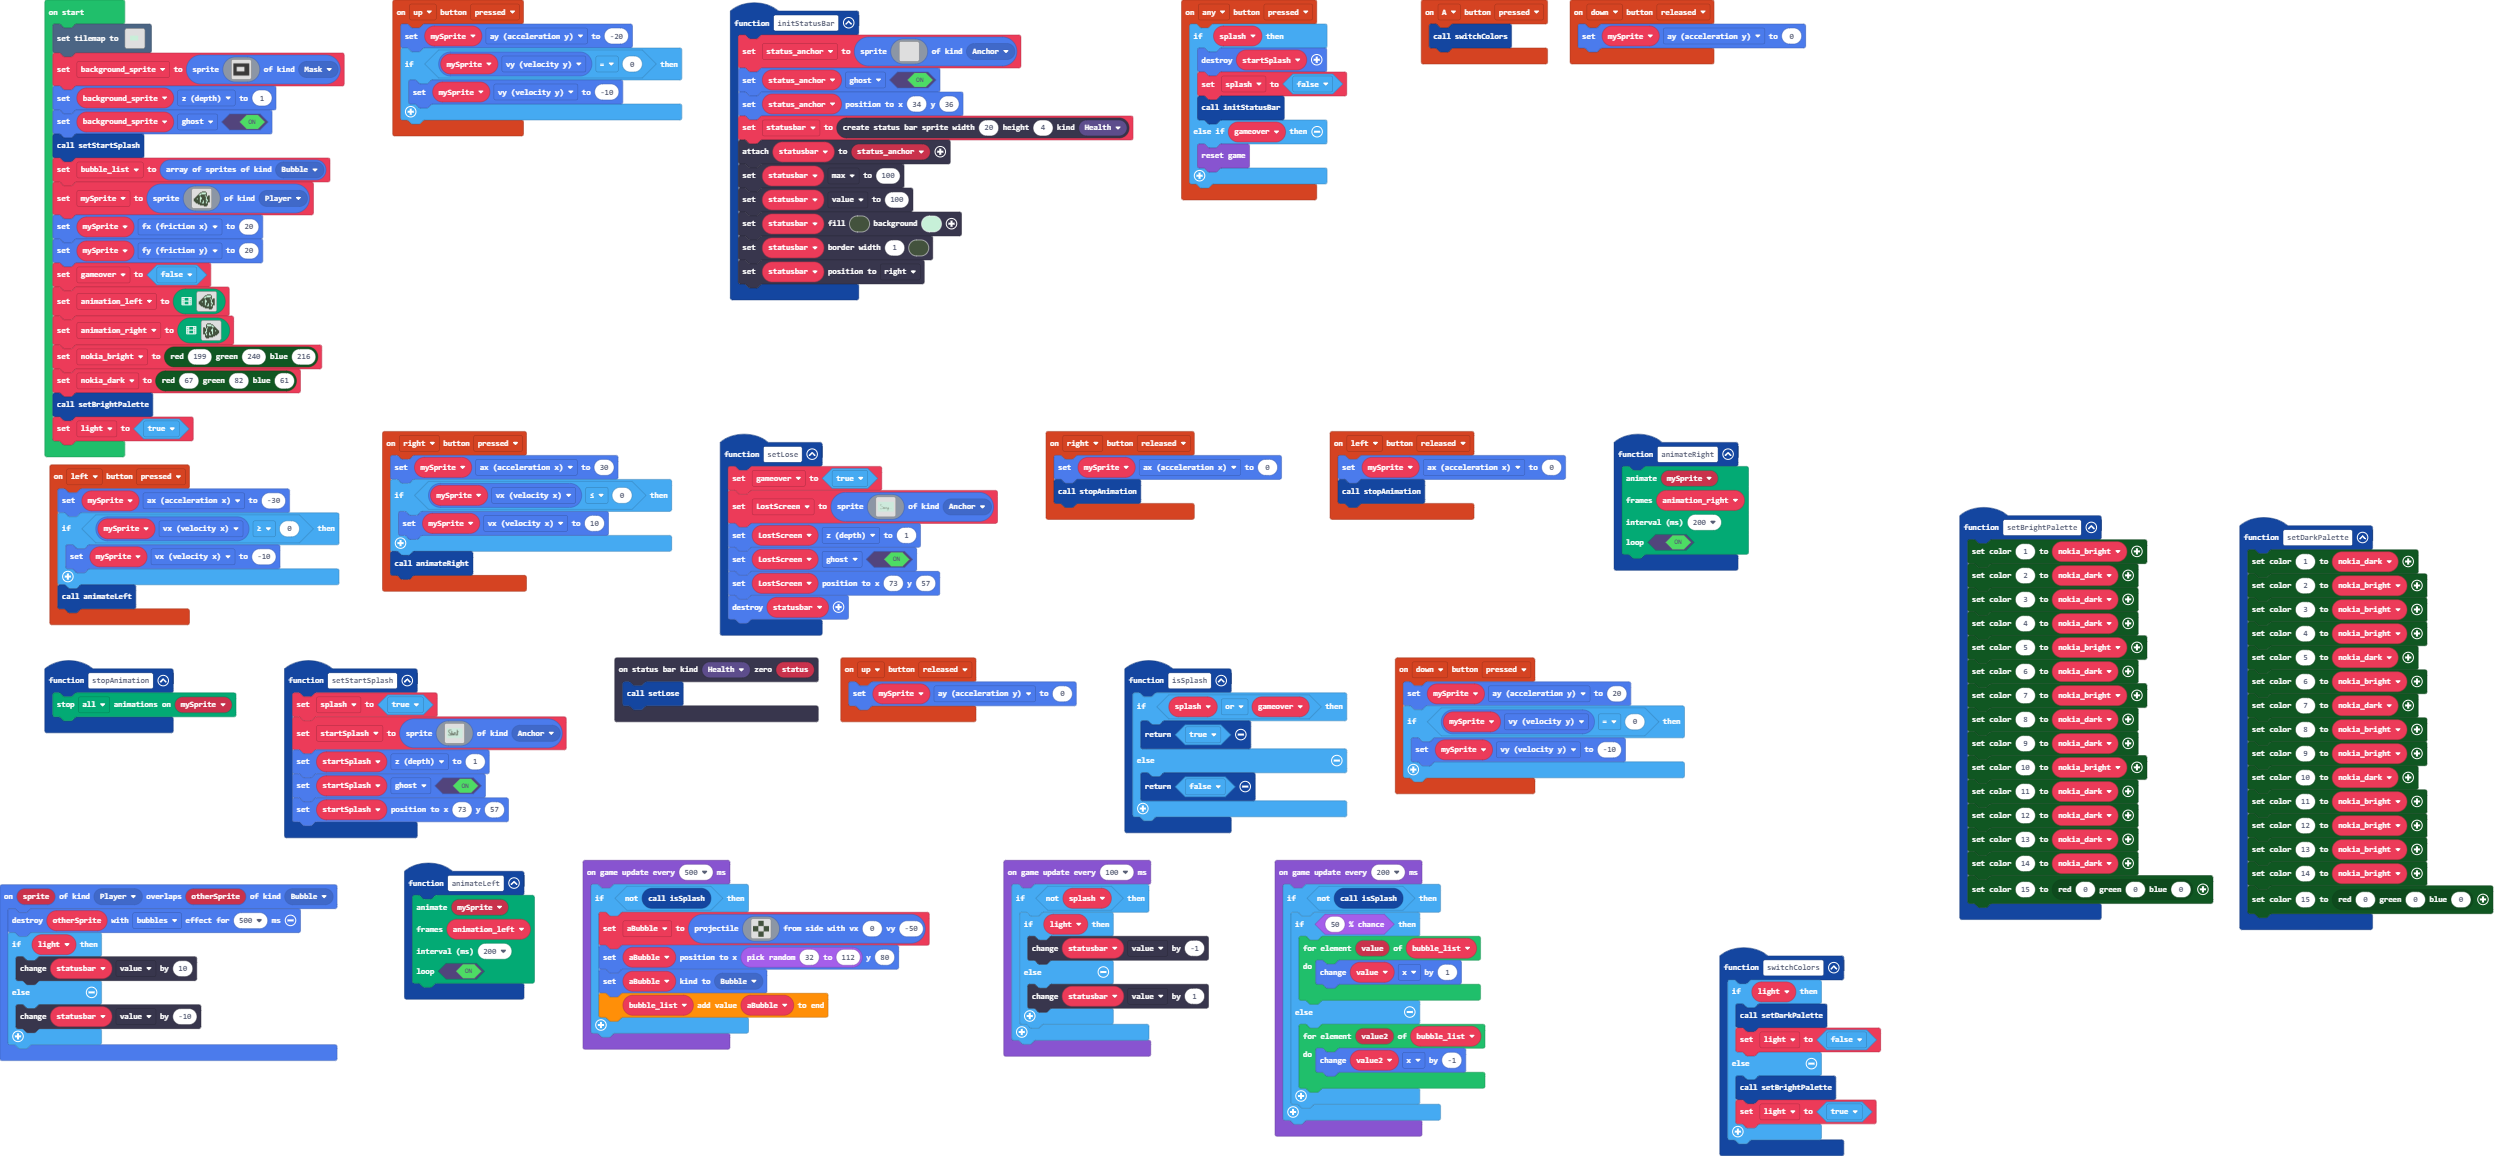 on start
set tilemap to
set background_sprite to sprite of kind Mask
set background_sprite z (depth) to 1
set background_sprite ghost ON
call setStartSplash
set bubble_list to array of sprites of kind Bubble
set mySprite to sprite of kind Player
set mySprite fx (friction x) to 20
set mySprite fy (friction y) to 20
set gameover to false
set animation_left to
set animation_right to
set nokia_bright to red 199 green 240 blue 216
set nokia_dark to red 67 green 82 blue 61
call setBrightPalette
set light to true
on up button pressed
set mySprite ay (acceleration y) to -20
if mySprite vy (velocity y) = 0 then
set mySprite vy (velocity y) to -10
function initStatusBar
set status_anchor to sprite of kind Anchor
set status_anchor ghost ON
set status_anchor position to x 34 y 36
set statusbar to create status bar sprite width 20 height 4 kind Health
attach statusbar to status_anchor
set statusbar max to 100
set statusbar value to 100
set statusbar fill background
set statusbar border width 1
set statusbar position to right
on any button pressed
if splash then
destroy startSplash
set splash to false
call initStatusBar
else if gameover then
reset game
on A button pressed
call switchColors
on down button released
set mySprite ay (acceleration y) to 0
on left button pressed
set mySprite ax (acceleration x) to -30
if mySprite vx (velocity x) ≥ 0 then
set mySprite vx (velocity x) to -10
call animateLeft
on right button pressed
set mySprite ax (acceleration x) to 30
if mySprite vx (velocity x) ≤ 0 then
set mySprite vx (velocity x) to 10
call animateRight
function setLose
set gameover to true
set LostScreen to sprite of kind Anchor
set LostScreen z (depth) to 1
set LostScreen ghost ON
set LostScreen position to x 73 y 57
destroy statusbar
on right button released
set mySprite ax (acceleration x) to 0
call stopAnimation
on left button released
set mySprite ax (acceleration x) to 0
call stopAnimation
function animateRight
animate mySprite
frames animation_right
interval (ms) 200
loop ON
function setBrightPalette
set color 1 to nokia_bright
set color 2 to nokia_dark
set color 3 to nokia_dark
set color 4 to nokia_dark
set color 5 to nokia_bright
set color 6 to nokia_dark
set color 7 to nokia_bright
set color 8 to nokia_dark
set color 9 to nokia_dark
set color 10 to nokia_bright
set color 11 to nokia_dark
set color 12 to nokia_dark
set color 13 to nokia_dark
set color 14 to nokia_dark
set color 15 to red 0 green 0 blue 0
function setDarkPalette
set color 1 to nokia_dark
set color 2 to nokia_bright
set color 3 to nokia_bright
set color 4 to nokia_bright
set color 5 to nokia_dark
set color 6 to nokia_bright
set color 7 to nokia_dark
set color 8 to nokia_bright
set color 9 to nokia_bright
set color 10 to nokia_dark
set color 11 to nokia_bright
set color 12 to nokia_bright
set color 13 to nokia_bright
set color 14 to nokia_bright
set color 15 to red 0 green 0 blue 0
function stopAnimation
stop all animations on mySprite
function setStartSplash
set splash to true
set startSplash to sprite of kind Anchor
set startSplash z (depth) to 1
set startSplash ghost ON
set startSplash position to x 73 y 57
on status bar kind Health zero status
call setLose
on up button released
set mySprite ay (acceleration y) to 0
function isSplash
if splash or gameover then
return true
else
return false
on down button pressed
set mySprite ay (acceleration y) to 20
if mySprite vy (velocity y) = 0 then
set mySprite vy (velocity y) to -10
on sprite of kind Player overlaps otherSprite of kind Bubble
destroy otherSprite with bubbles effect for 500 ms
if light then
change statusbar value by 10
else
change statusbar value by -10
function animateLeft
animate mySprite
frames animation_left
interval (ms) 200
loop ON
on game update every 500 ms
if not call isSplash then
set aBubble to projectile from side with vx 0 vy -50
set aBubble position to x pick random 32 to 112 y 80
set aBubble kind to Bubble
bubble_list add value aBubble to end
on game update every 100 ms
if not splash then
if light then
change statusbar value by -1
else
change statusbar value by 1
on game update every 200 ms
if not call isSplash then
if 50 % chance then
for element value of bubble_list
do change value x by 1
else
for element value2 of bubble_list
do change value2 x by -1
function switchColors
if light then
call setDarkPalette
set light to false
else
call setBrightPalette
set light to true